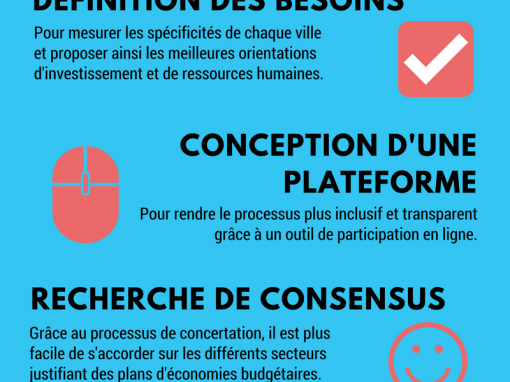 DÉFINITION DES BESOINS
Pour mesurer les spécificités de chaque ville
et proposer ainsi les meilleures orientations
d'investissement et de ressources humaines.
CONCEPTION D'UNE
PLATEFORME
Pour rendre le processus plus inclusif et transparent
grâce à un outil de participation en ligne.
RECHERCHE DE CONSENSUS
Grâce au processus de concertation, il est plus
facile de s'accorder sur les différents secteurs
justifiant des plans d'économies budgétaires.